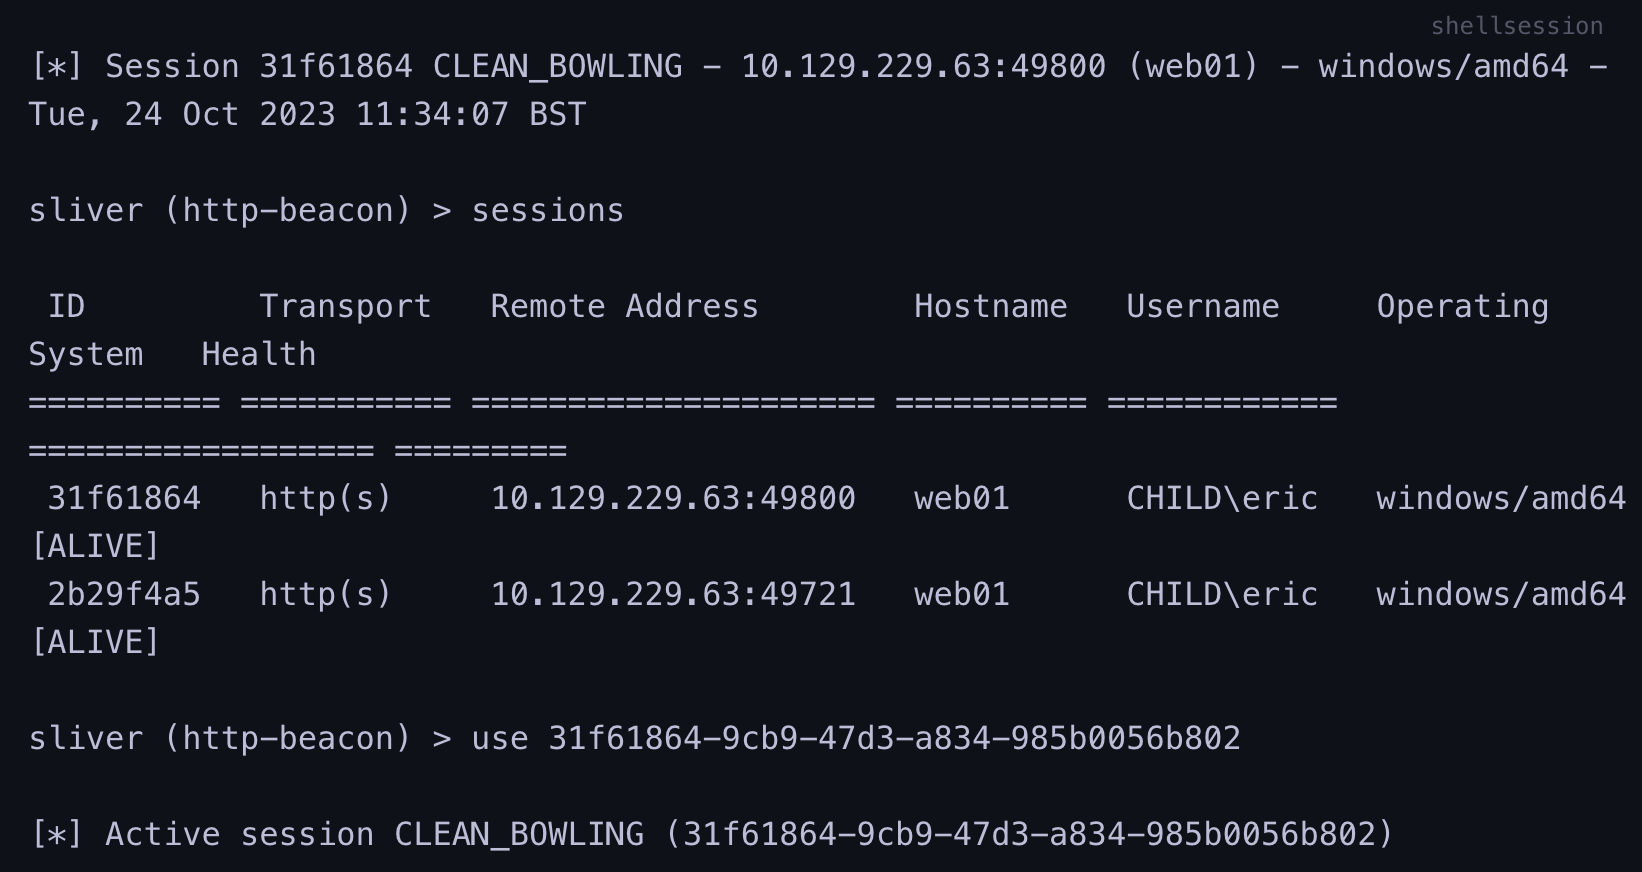 shellsession
[*] Session 31f61864 CLEAN_BOWLING - 10.129.229.63:49800 (web01) - windows/amd64 -
Tue, 24 Oct 2023 11:34:07 BST
sliver (http-beacon) > sessions
ID Transport Remote Address Hostname Username Operating
System Health
========== =========== ===================== ========== ============
================== =========
31f61864 http(s) 10.129.229.63:49800 web01 CHILD\eric windows/amd64
[ALIVE]
2b29f4a5 http(s) 10.129.229.63:49721 web01 CHILD\eric windows/amd64
[ALIVE]
sliver (http-beacon) > use 31f61864-9cb9-47d3-a834-985b0056b802
[*] Active session CLEAN_BOWLING (31f61864-9cb9-47d3-a834-985b0056b802)